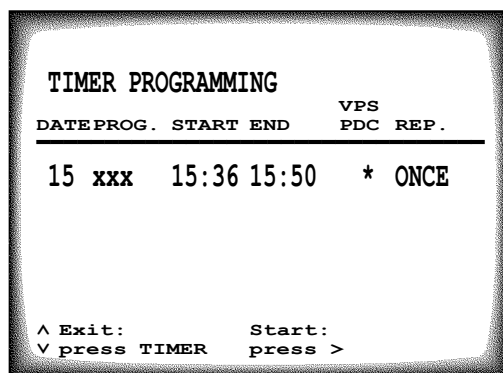 TIMER PROGRAMMING
VPS
DATE PROG. START END PDC REP.
15 xxx 15:36 15:50 * ONCE
^ Exit: Start:
v press TIMER press >